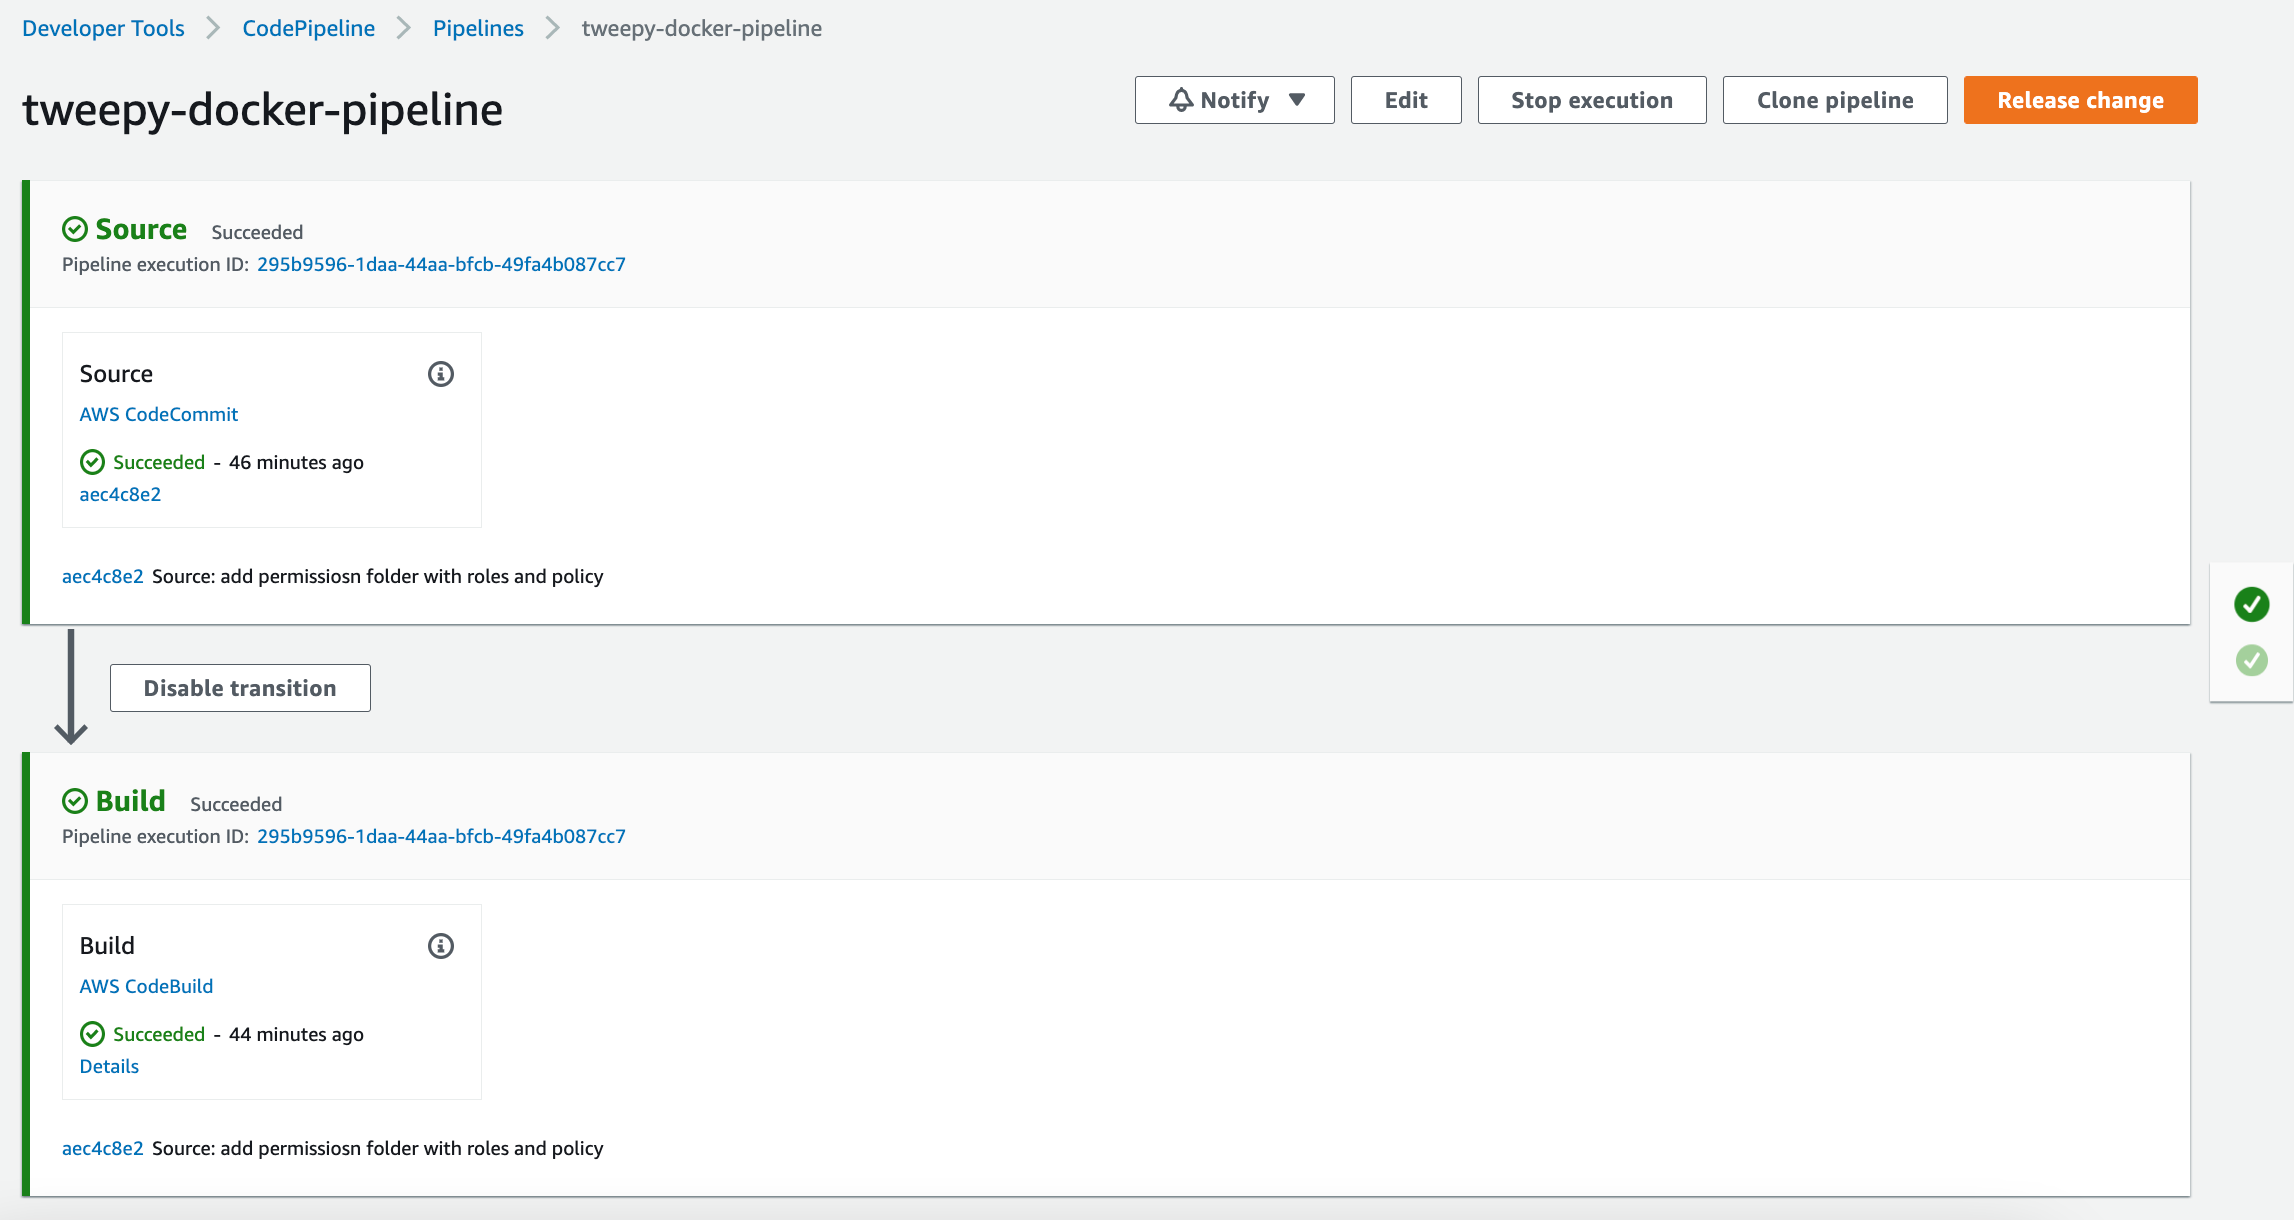 Developer Tools CodePipeline Pipelines tweepy-docker-pipeline
tweepy-docker-pipeline
Notify Edit Stop execution Clone pipeline Release change
Source Succeeded
Pipeline execution ID: 295b9596-1daa-44aa-bfcb-49fa4b087cc7
Source
AWS CodeCommit
Succeeded - 46 minutes ago
aec4c8e2
aec4c8e2 Source: add permissiosn folder with roles and policy
Disable transition
Build Succeeded
Pipeline execution ID: 295b9596-1daa-44aa-bfcb-49fa4b087cc7
Build
AWS CodeBuild
Succeeded - 44 minutes ago
Details
aec4c8e2 Source: add permissiosn folder with roles and policy